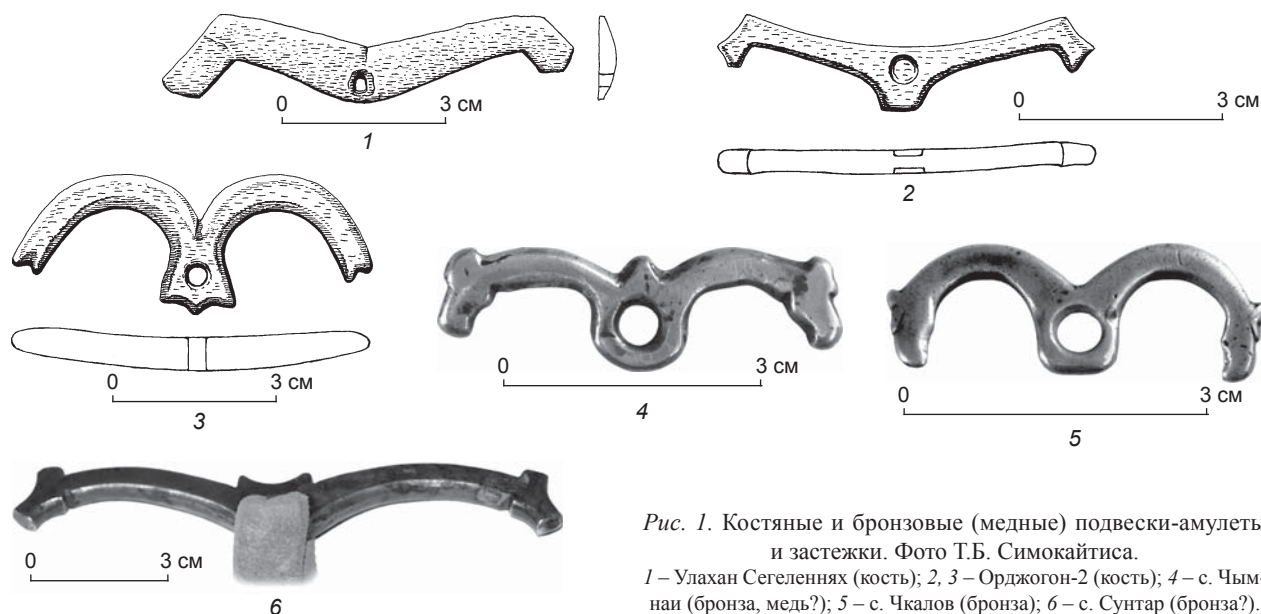 0 3 см
1
0 3 см
2
0 3 см
3
0 3 см
4
0 3 см
5
0 3 см
6
Рис. 1. Костяные и бронзовые (медные) подвески-амулеты
и застежки. Фото Т.Б. Симокайтиса.
1 – Улахан Сегеленнях (кость); 2, 3 – Орджогон-2 (кость); 4 – с. Чым-
наи (бронза, медь?); 5 – с. Чкалов (бронза); 6 – с. Сунтар (бронза?).